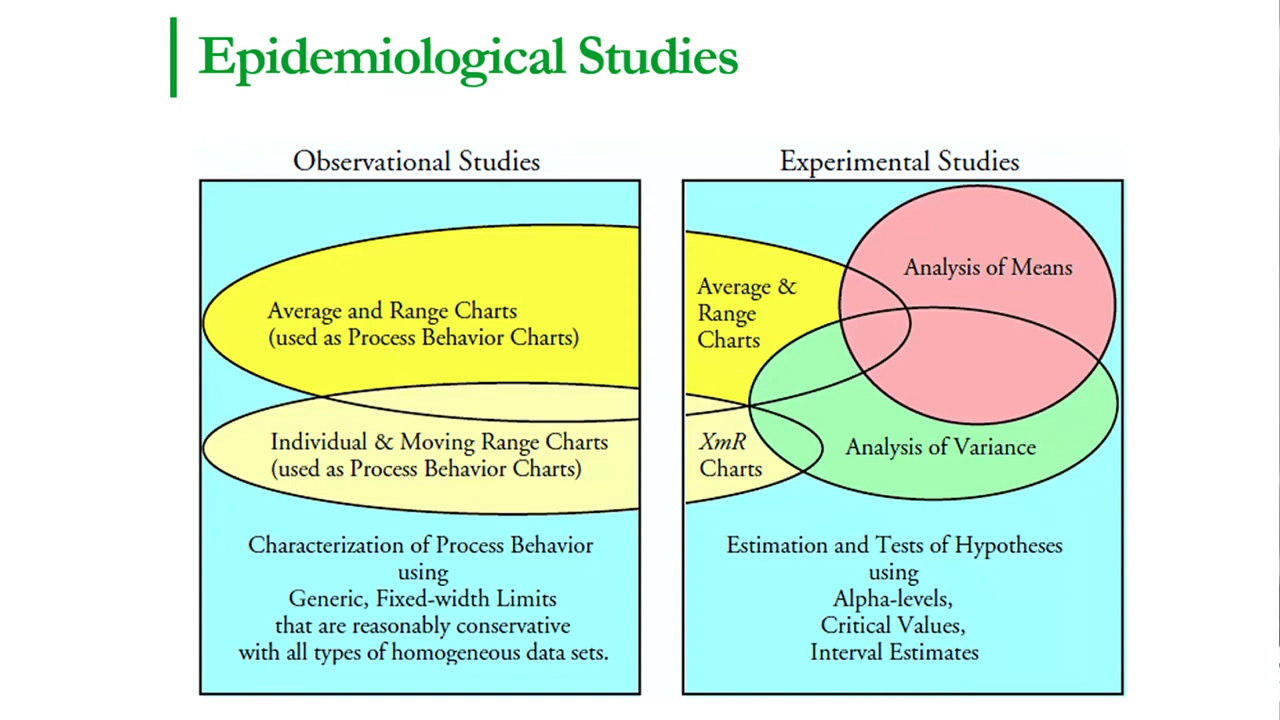 Epidemiological Studies
Observational Studies
Average and Range Charts
(used as Process Behavior Charts)
Individual & Moving Range Charts
(used as Process Behavior Charts)
Characterization of Process Behavior
using
Generic, Fixed-width Limits
that are reasonably conservative
with all types of homogeneous data sets.
Experimental Studies
Average &
Range
Charts
Analysis of Means
XmR
Charts
Analysis of Variance
Estimation and Tests of Hypotheses
using
Alpha-levels,
Critical Values,
Interval Estimates